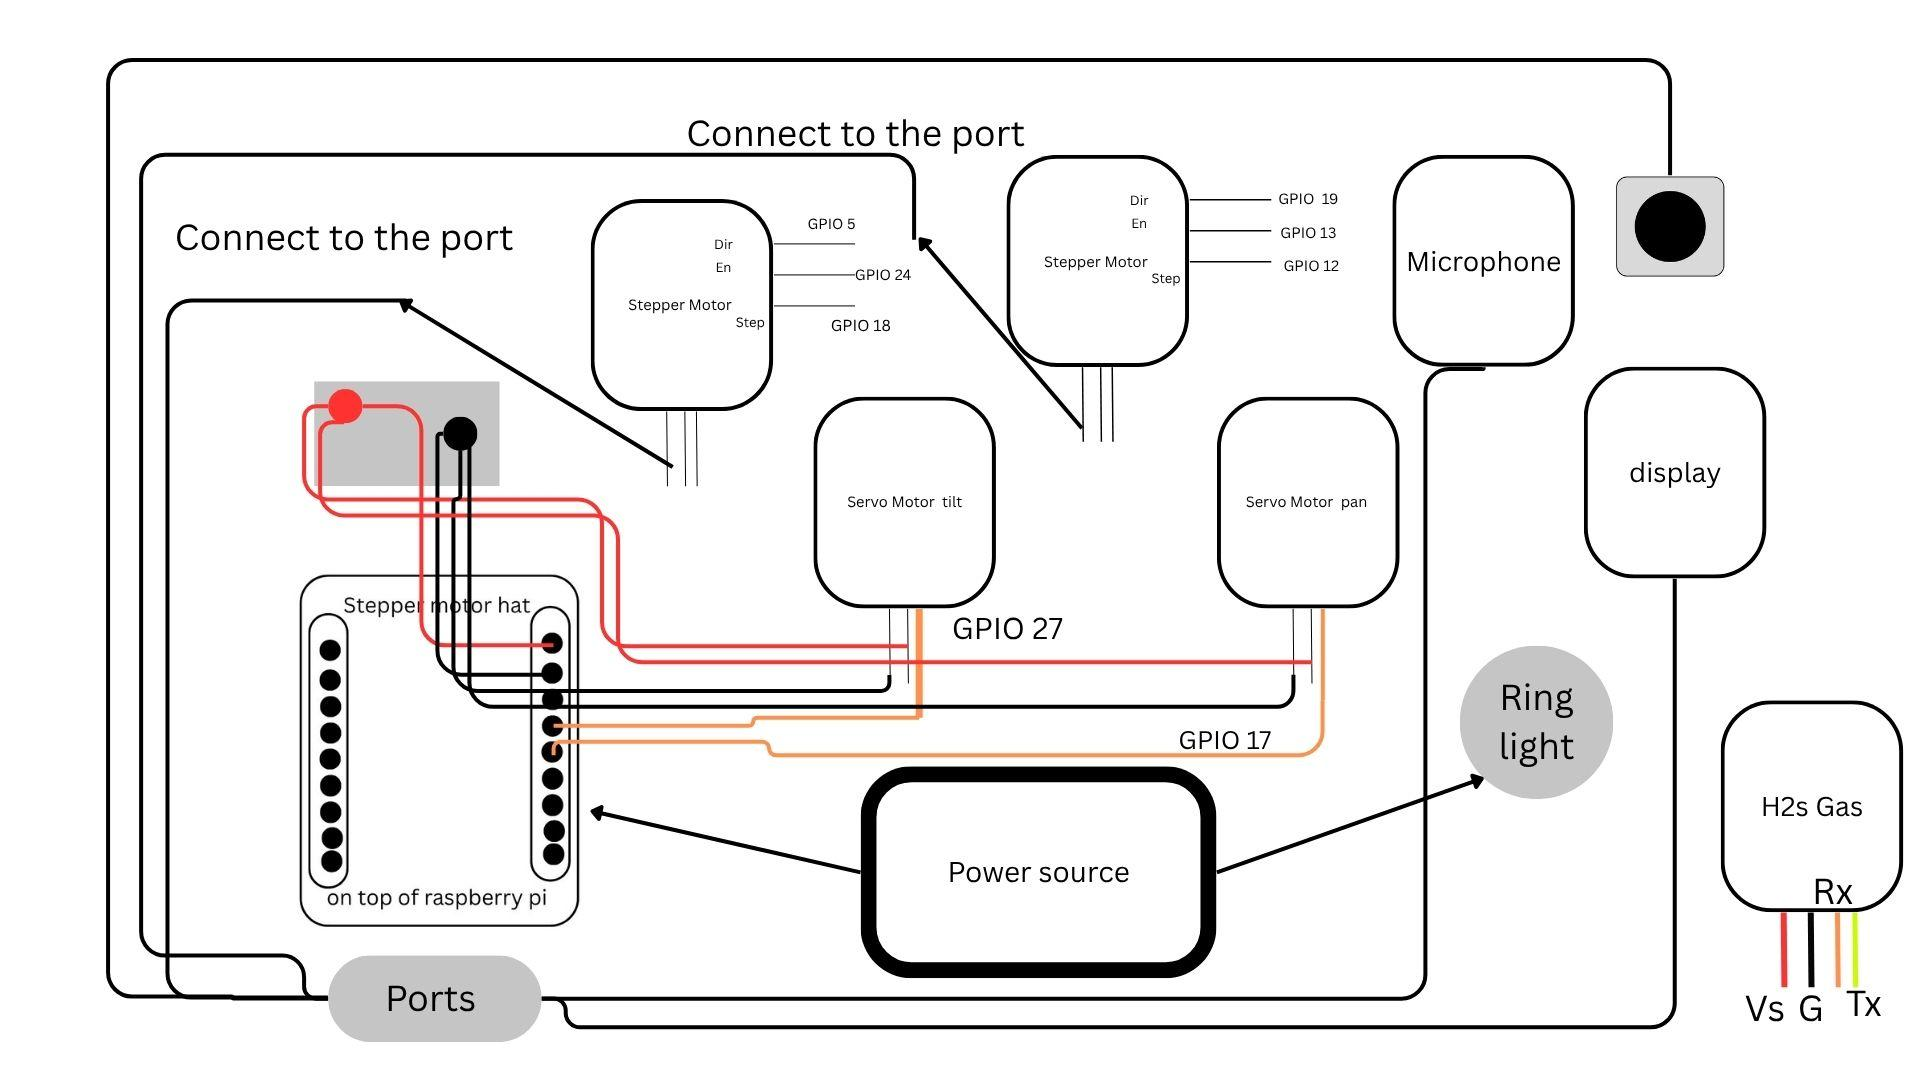 Connect to the port
Connect to the port
Dir
En
Stepper Motor
Step
GPIO 5
GPIO 24
GPIO 18
Dir
En
Stepper Motor
Step
GPIO 19
GPIO 13
GPIO 12
Microphone
Servo Motor tilt
Servo Motor pan
display
Stepper motor hat
on top of raspberry pi
GPIO 27
GPIO 17
Ring
light
Power source
H2s Gas
Rx
Vs G Tx
Ports